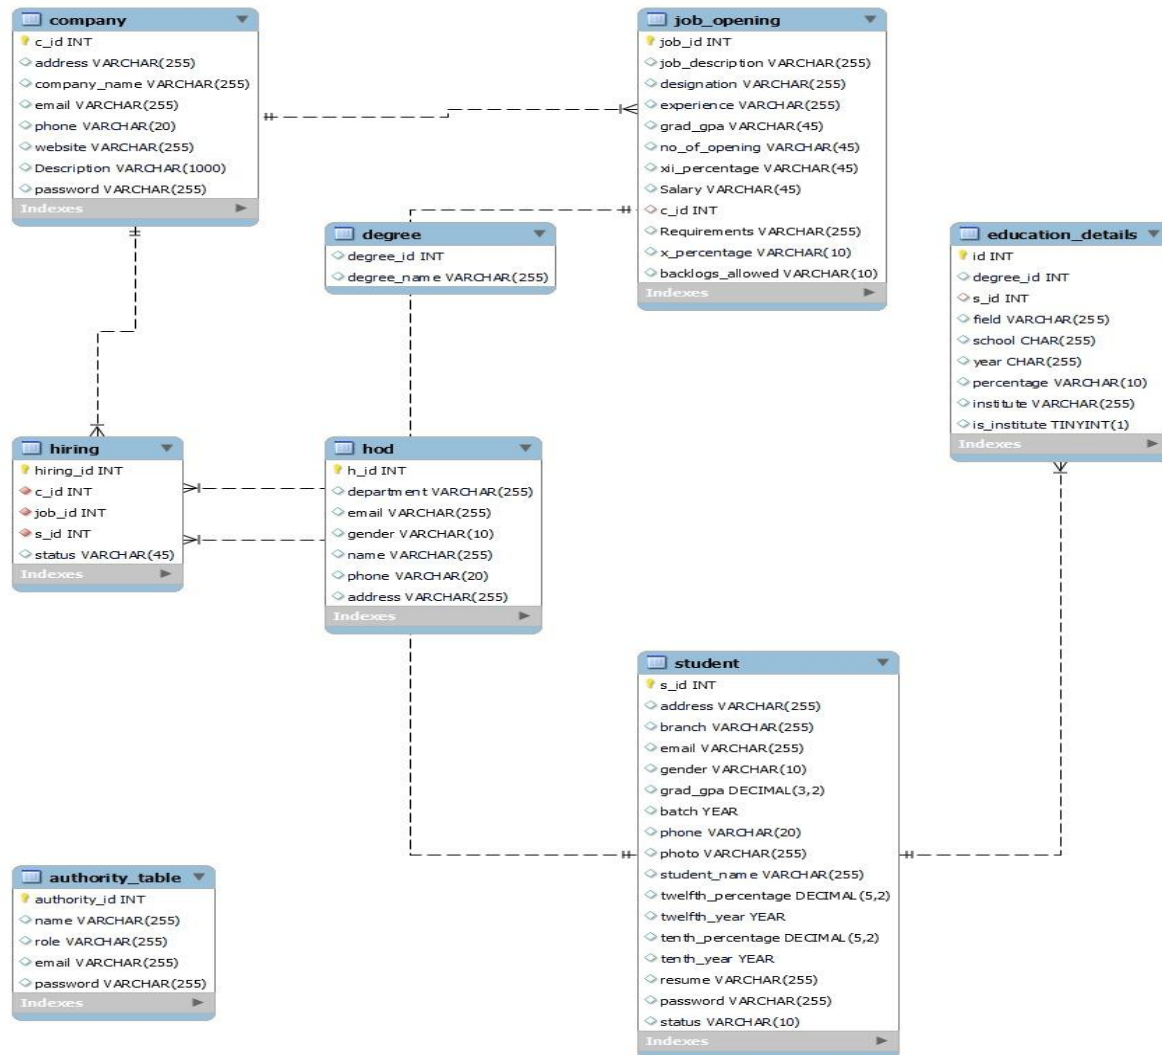 company
c_id INT
address VARCHAR(255)
company_name VARCHAR(255)
email VARCHAR(255)
phone VARCHAR(20)
website VARCHAR(255)
Description VARCHAR(1000)
password VARCHAR(255)
Indexes
job_opening
job_id INT
job_description VARCHAR(255)
designation VARCHAR(255)
experience VARCHAR(255)
grad_gpa VARCHAR(45)
no_of_opening VARCHAR(45)
xii_percentage VARCHAR(45)
Salary VARCHAR(45)
c_id INT
Requirements VARCHAR(255)
x_percentage VARCHAR(10)
backlogs_allowed VARCHAR(10)
Indexes
degree
degree_id INT
degree_name VARCHAR(255)
education_details
id INT
degree_id INT
s_id INT
field VARCHAR(255)
school CHAR(255)
year CHAR(255)
percentage VARCHAR(10)
institute VARCHAR(255)
is_institute TINYINT(1)
Indexes
hiring
hiring_id INT
c_id INT
job_id INT
s_id INT
status VARCHAR(45)
Indexes
hod
h_id INT
department VARCHAR(255)
email VARCHAR(255)
gender VARCHAR(10)
name VARCHAR(255)
phone VARCHAR(20)
address VARCHAR(255)
Indexes
student
s_id INT
address VARCHAR(255)
branch VARCHAR(255)
email VARCHAR(255)
gender VARCHAR(10)
grad_gpa DECIMAL(3,2)
batch YEAR
phone VARCHAR(20)
photo VARCHAR(255)
student_name VARCHAR(255)
twelfth_percentage DECIMAL(5,2)
twelfth_year YEAR
tenth_percentage DECIMAL(5,2)
tenth_year YEAR
resume VARCHAR(255)
password VARCHAR(255)
status VARCHAR(10)
Indexes
authority_table
authority_id INT
name VARCHAR(255)
role VARCHAR(255)
email VARCHAR(255)
password VARCHAR(255)
Indexes